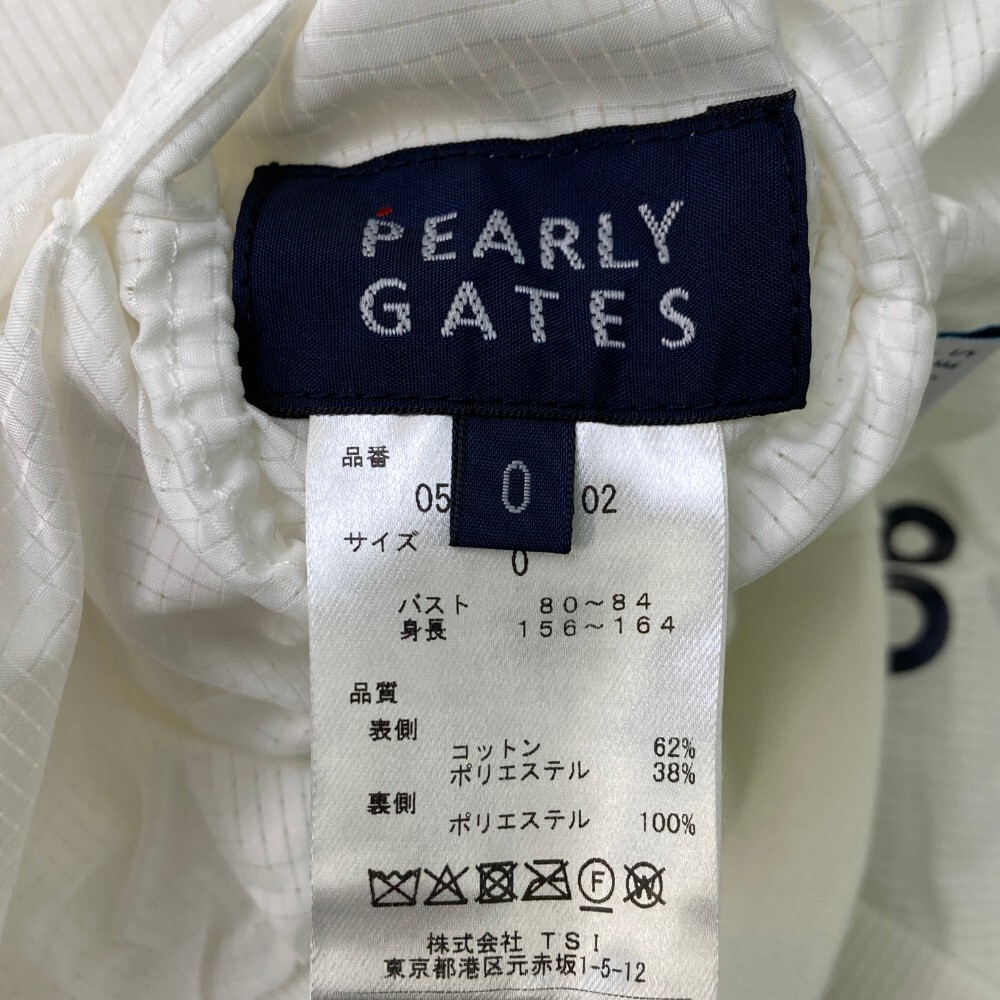 PEARLY
GATES
0
品番
05 02
サイズ
0
バスト 80～84
身長 156～164
品質
表側
コットン 62%
ポリエステル 38%
裏側
ポリエステル 100%
F W
株式会社 TSI
東京都港区元赤坂1-5-12